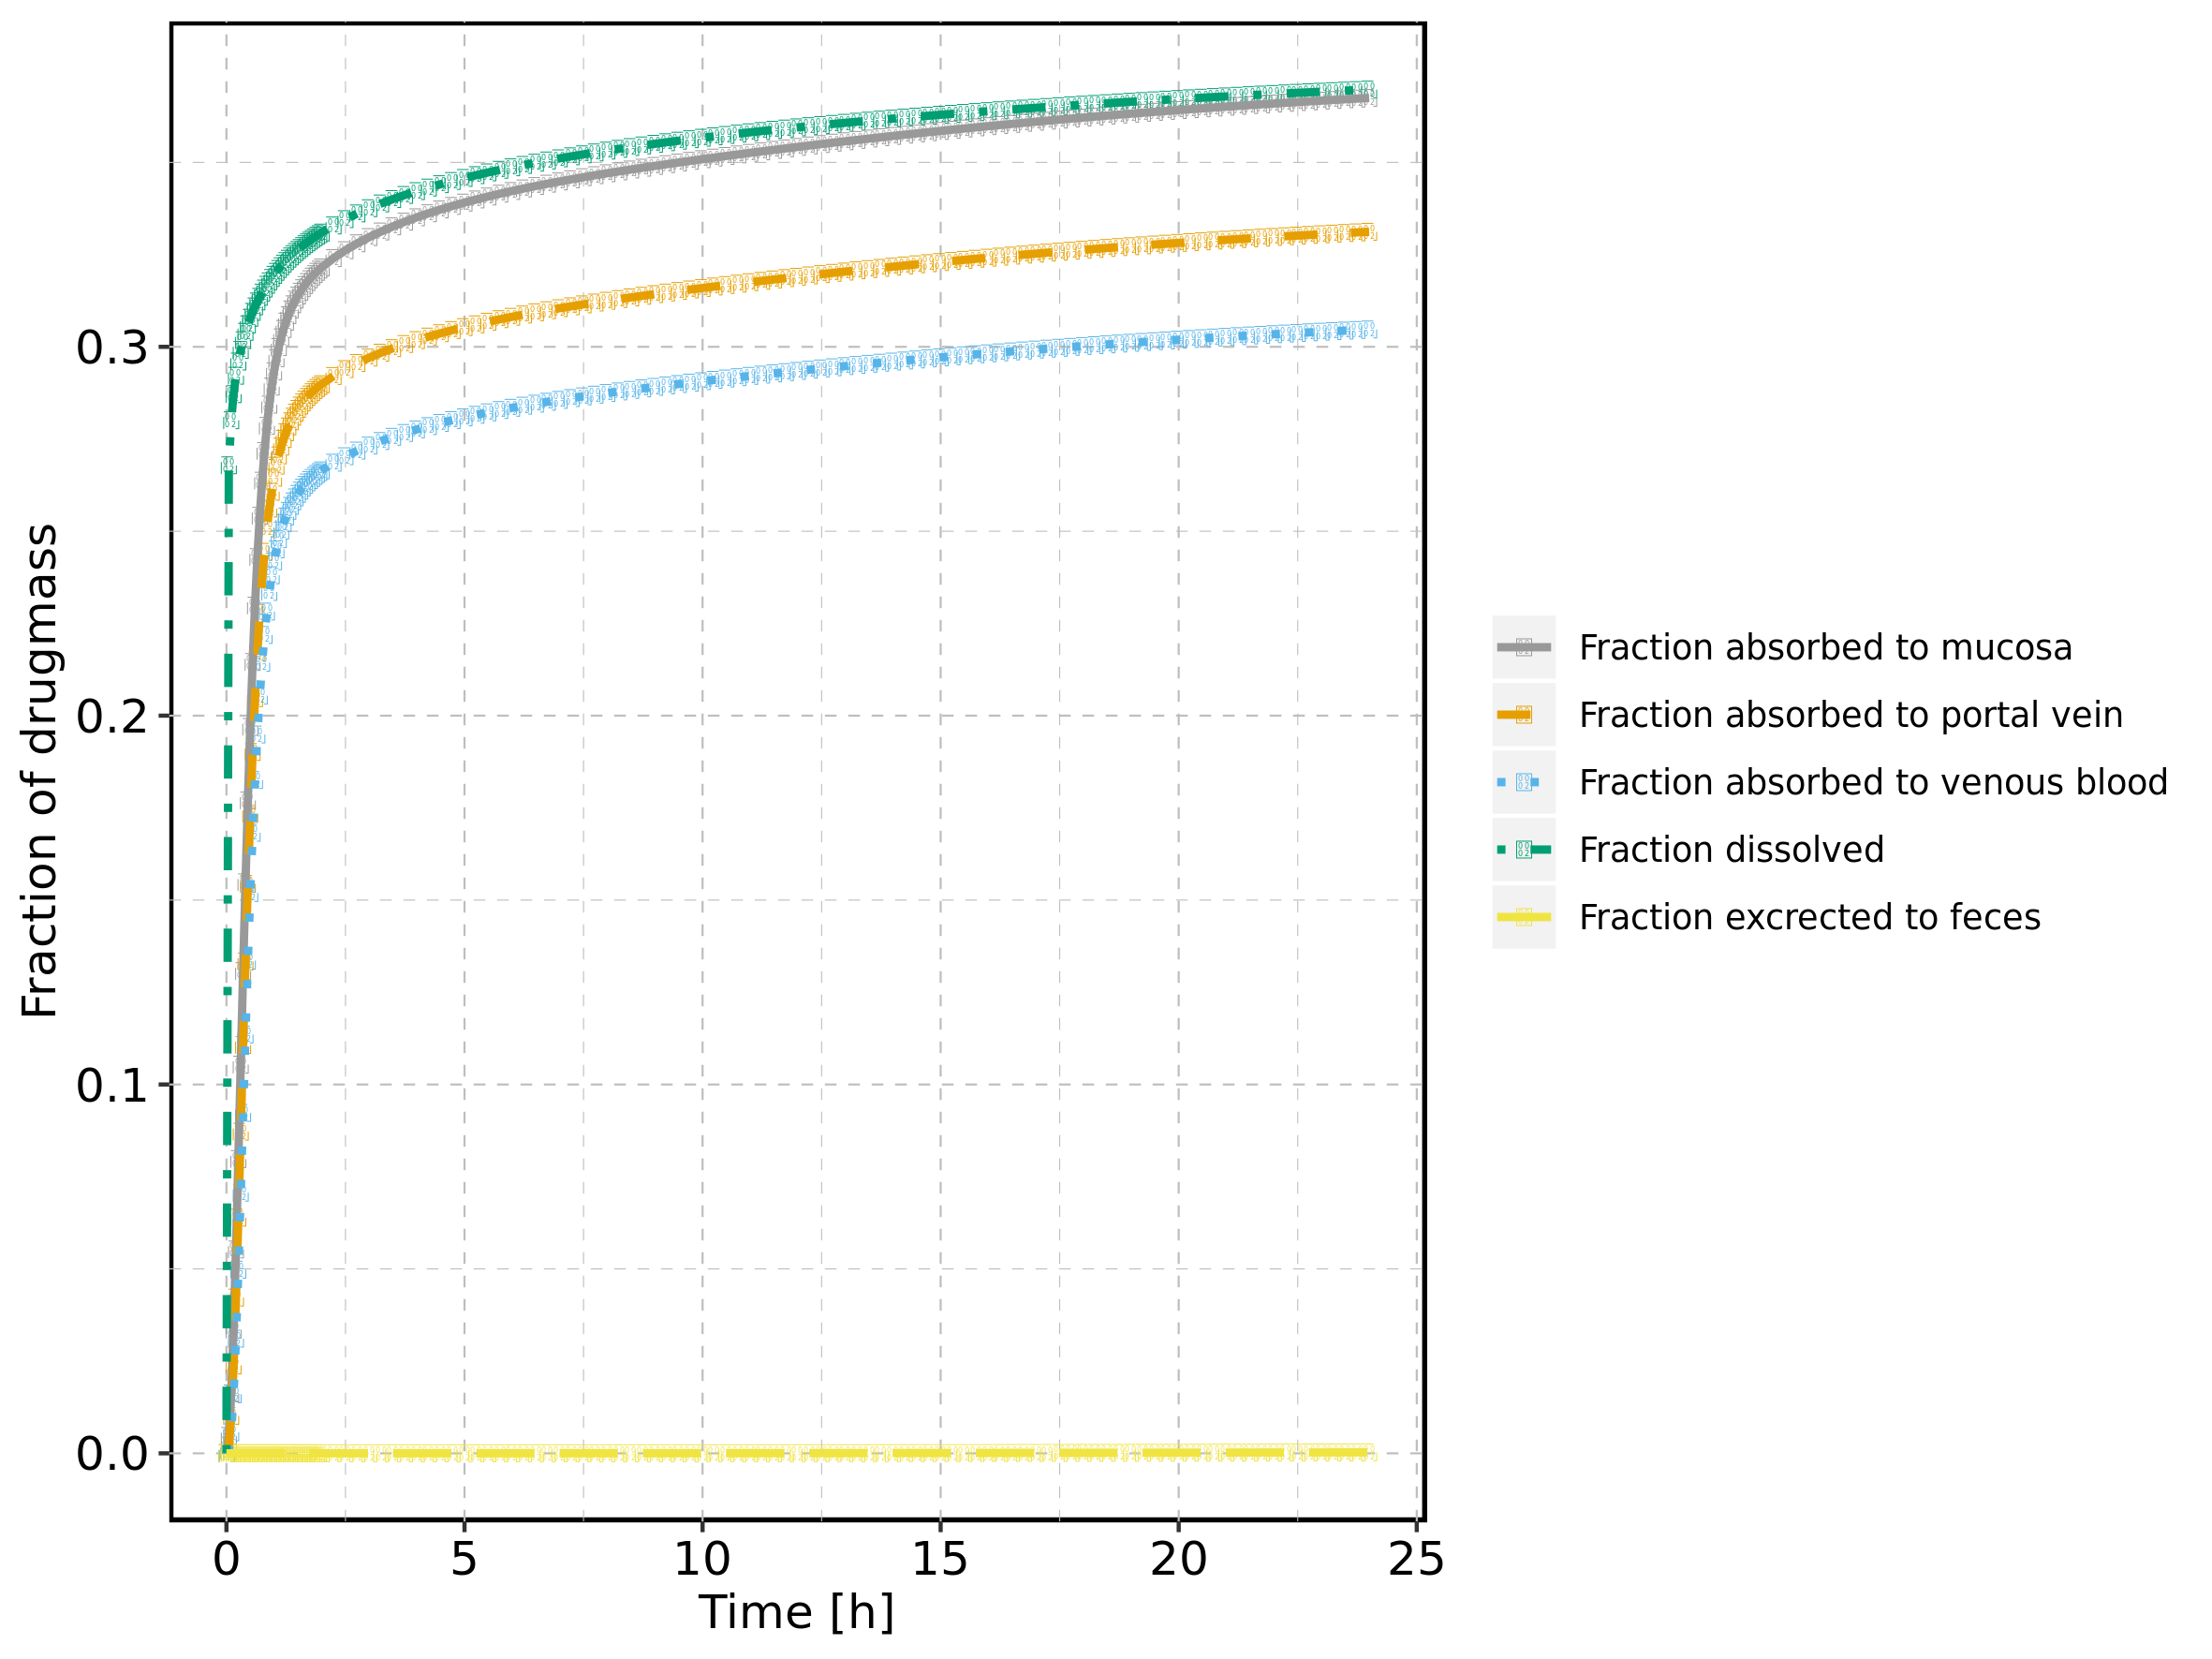 0.3
0.2
0.1
0.0
Fraction of drugmass
0 5 10 15 20 25
Time [h]
Fraction absorbed to mucosa
Fraction absorbed to portal vein
Fraction absorbed to venous blood
Fraction dissolved
Fraction excrected to feces